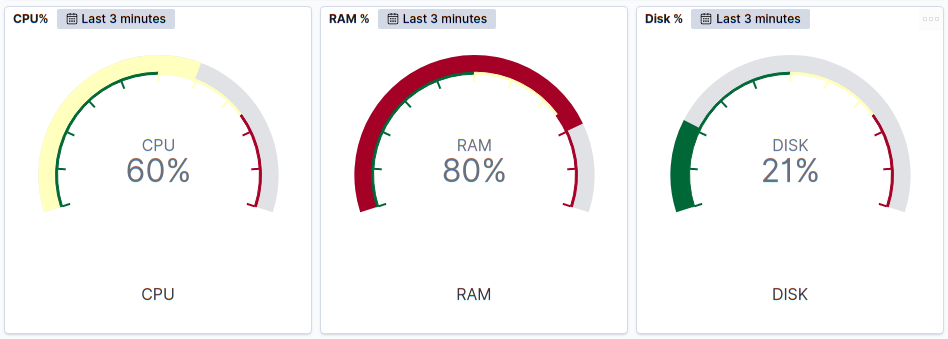 CPU% Last 3 minutes
CPU
60%
CPU
RAM % Last 3 minutes
RAM
80%
RAM
Disk % Last 3 minutes
DISK
21%
DISK